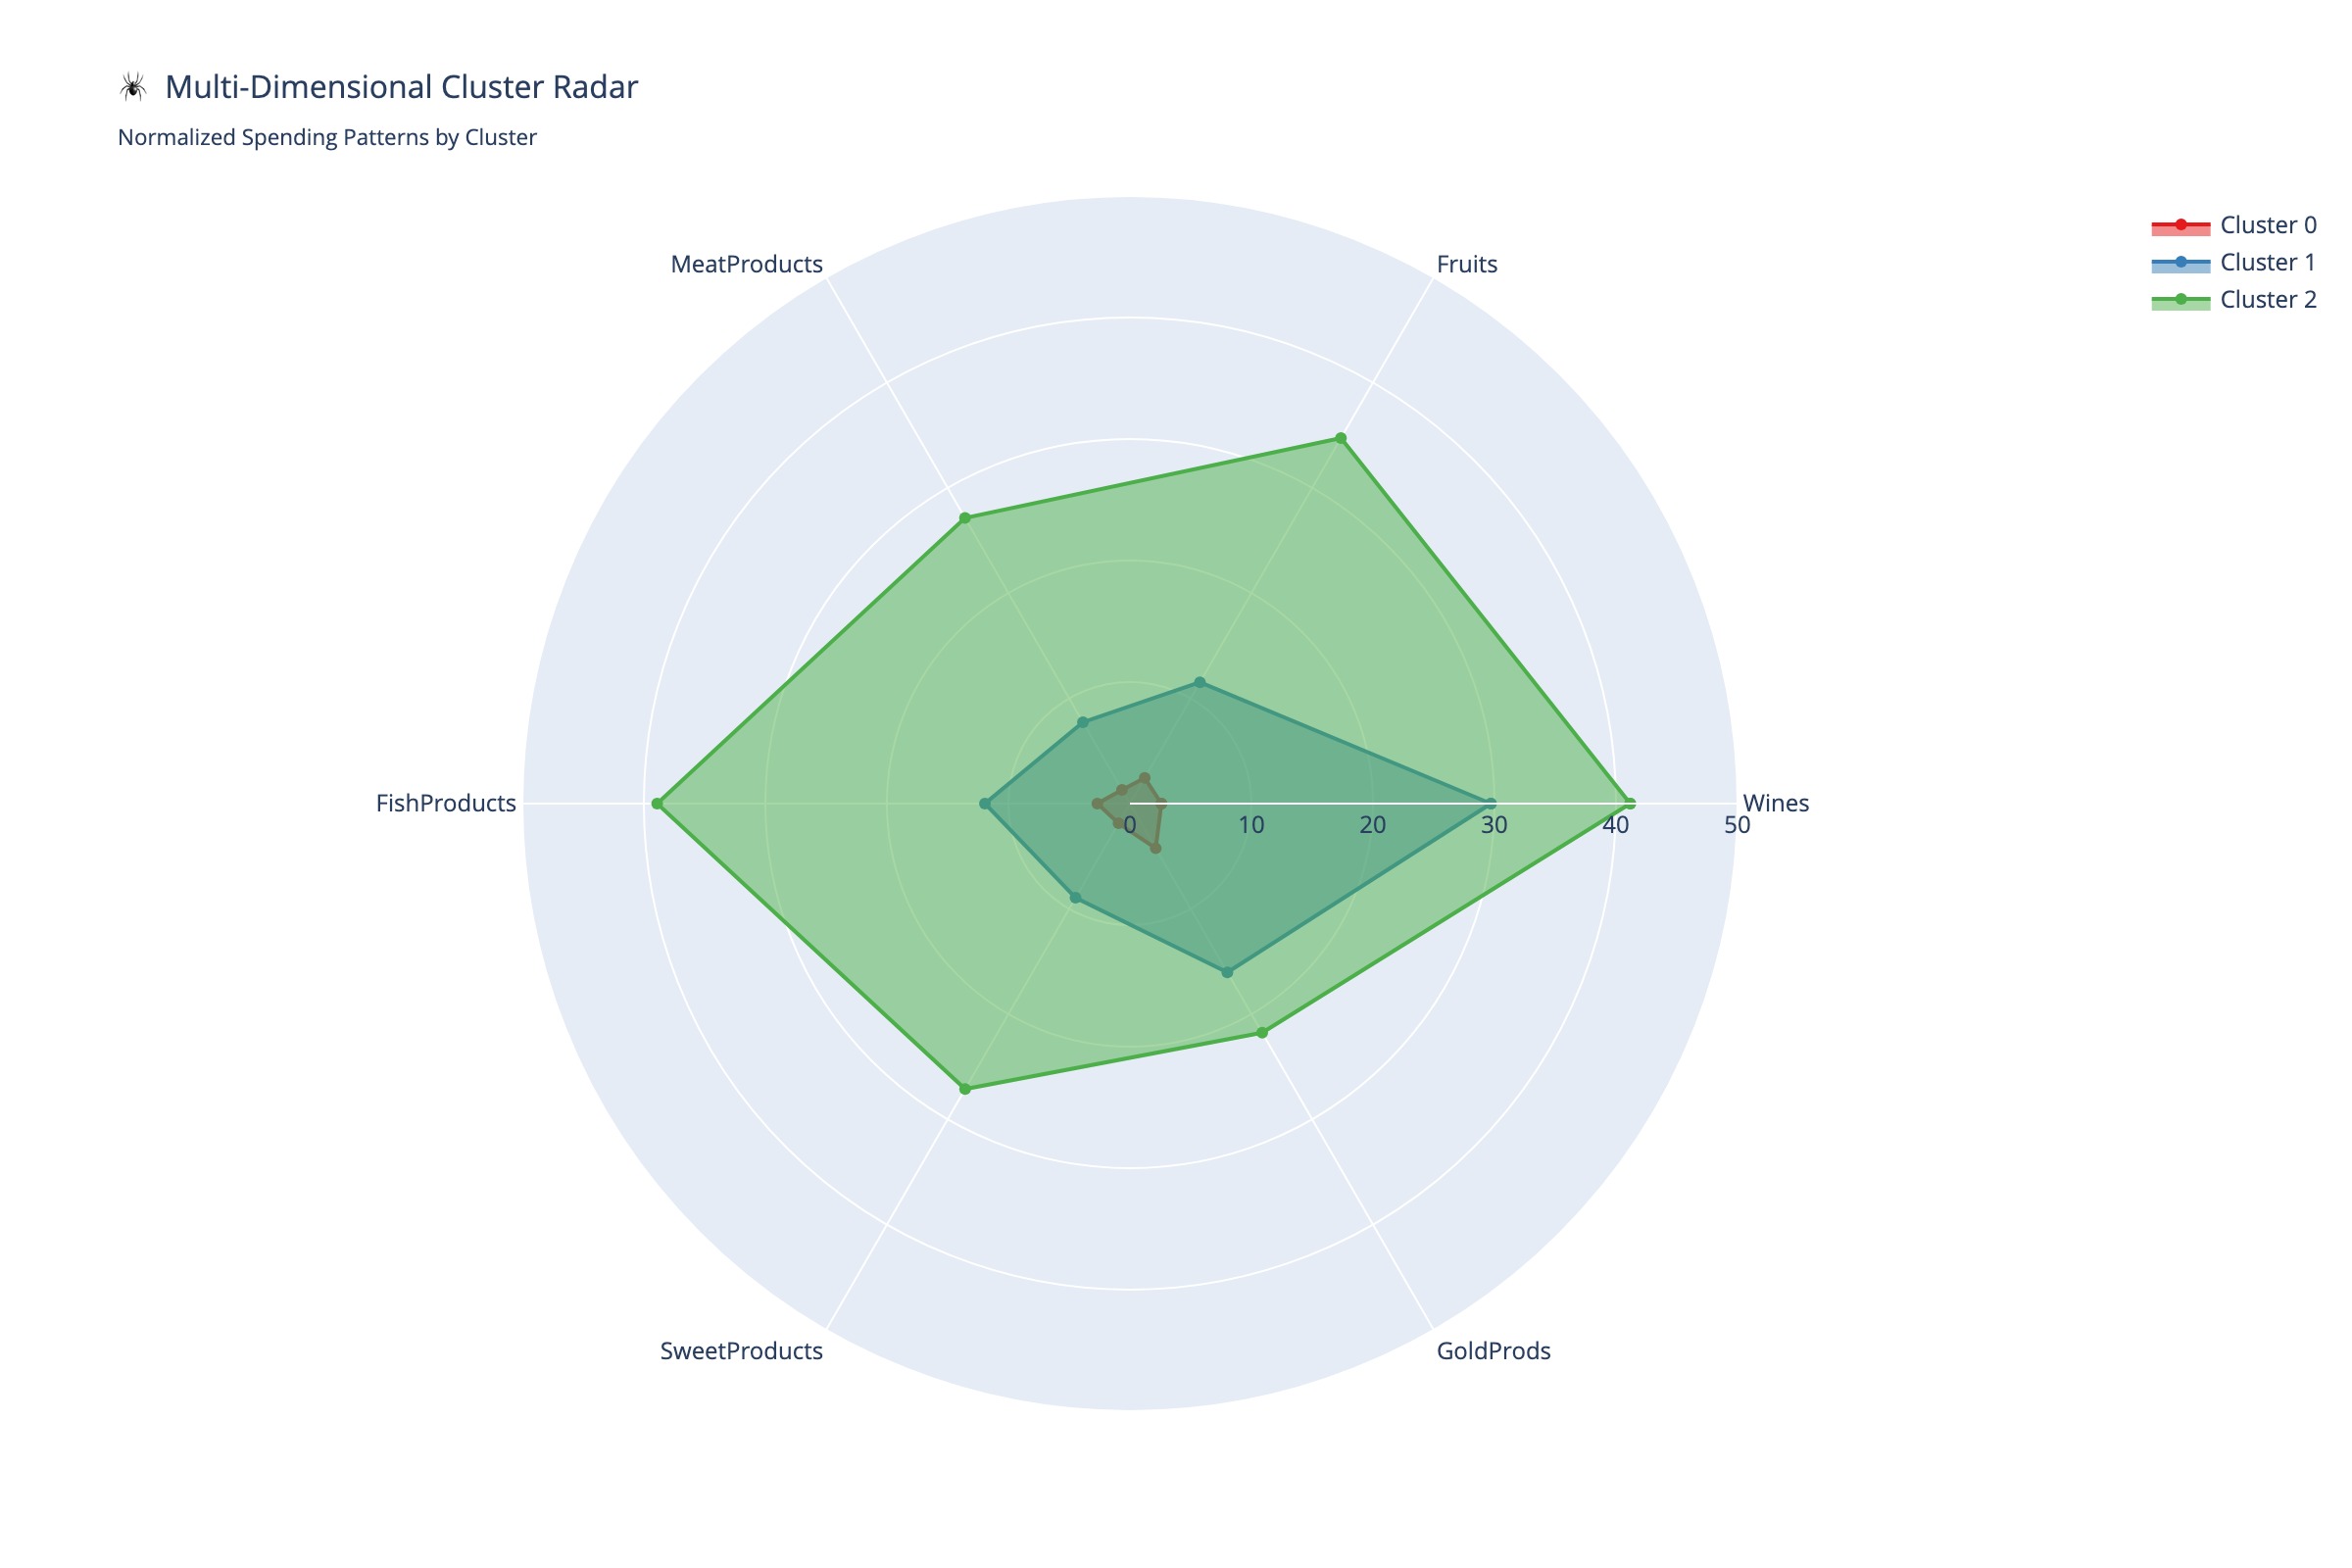 🕷️ Multi-Dimensional Cluster Radar
Normalized Spending Patterns by Cluster
Cluster 0
Cluster 1
Cluster 2
MeatProducts
Fruits
FishProducts
Wines
0 10 20 30 40 50
SweetProducts
GoldProds